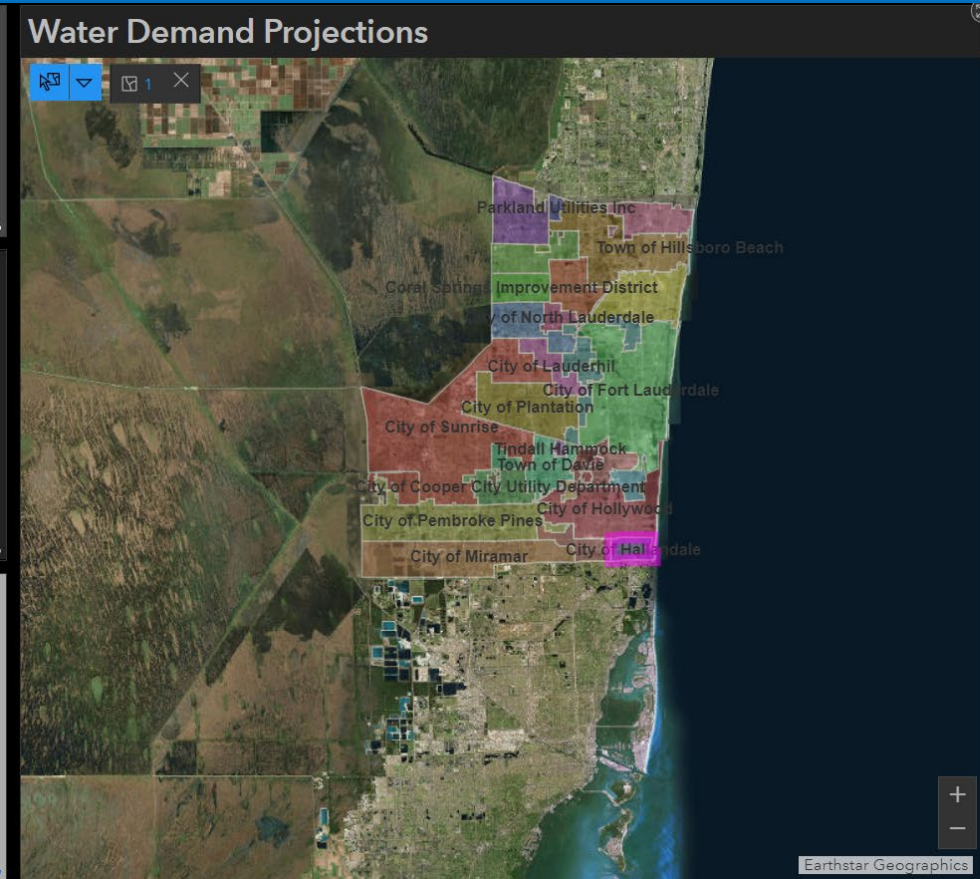 Water Demand Projections
1
Parkland Utilities Inc
Town of Hillsboro Beach
Coral Springs Improvement District
y of North Lauderdale
City of Lauderhil
City of Fort Lauderdale
City of Plantation
City of Sunrise
Tindall Hammock
Town of Davie
City of Cooper City Utility Department
City of Hollywood
City of Pembroke Pines
City of Hallandale
City of Miramar
+
−
Earthstar Geographics